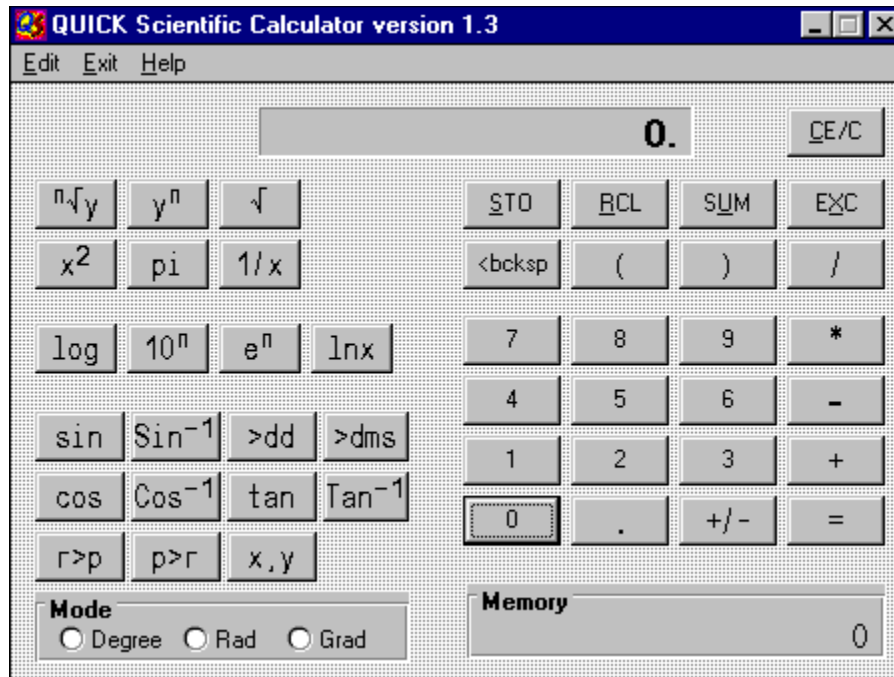 QUICK Scientific Calculator version 1.3
Edit Exit Help
0.
CE/C
ⁿ√y yⁿ √
STO RCL SUM EXC
x² pi 1/x
<bcksp ( ) /
log 10ⁿ eⁿ lnx
7 8 9 *
4 5 6 -
sin Sin⁻¹ >dd >dms
1 2 3 +
cos Cos⁻¹ tan Tan⁻¹
0 . +/- =
r>p p>r x,y
Mode
Degree Rad Grad
Memory
0